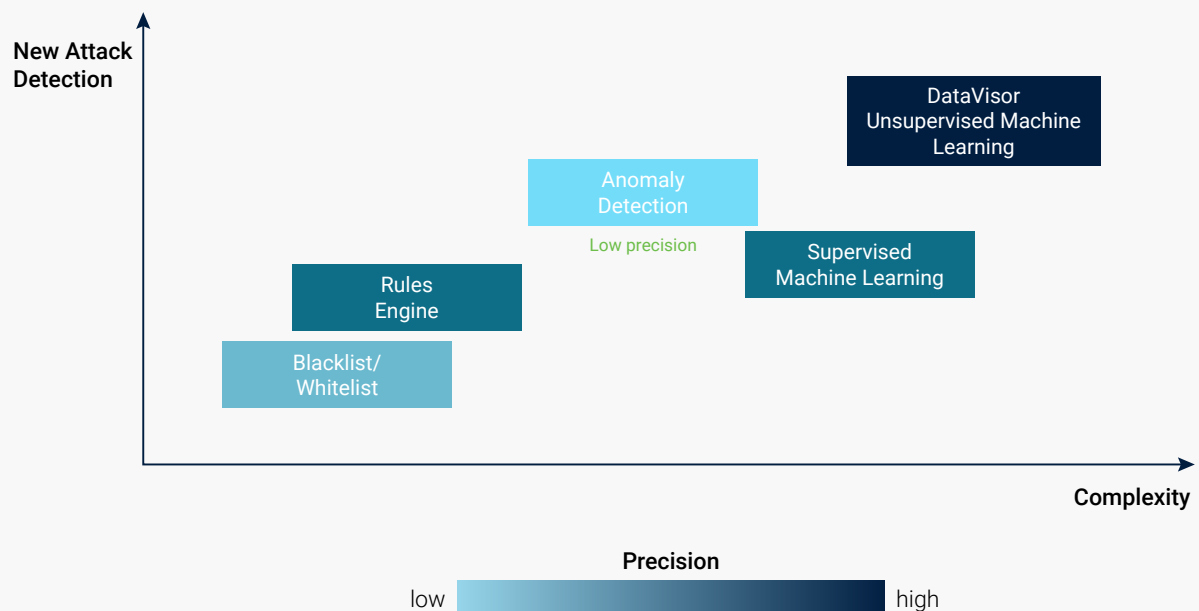 New Attack
Detection
DataVisor
Unsupervised Machine
Learning
Anomaly
Detection
Low precision
Supervised
Machine Learning
Rules
Engine
Blacklist/
Whitelist
Complexity
Precision
low
high